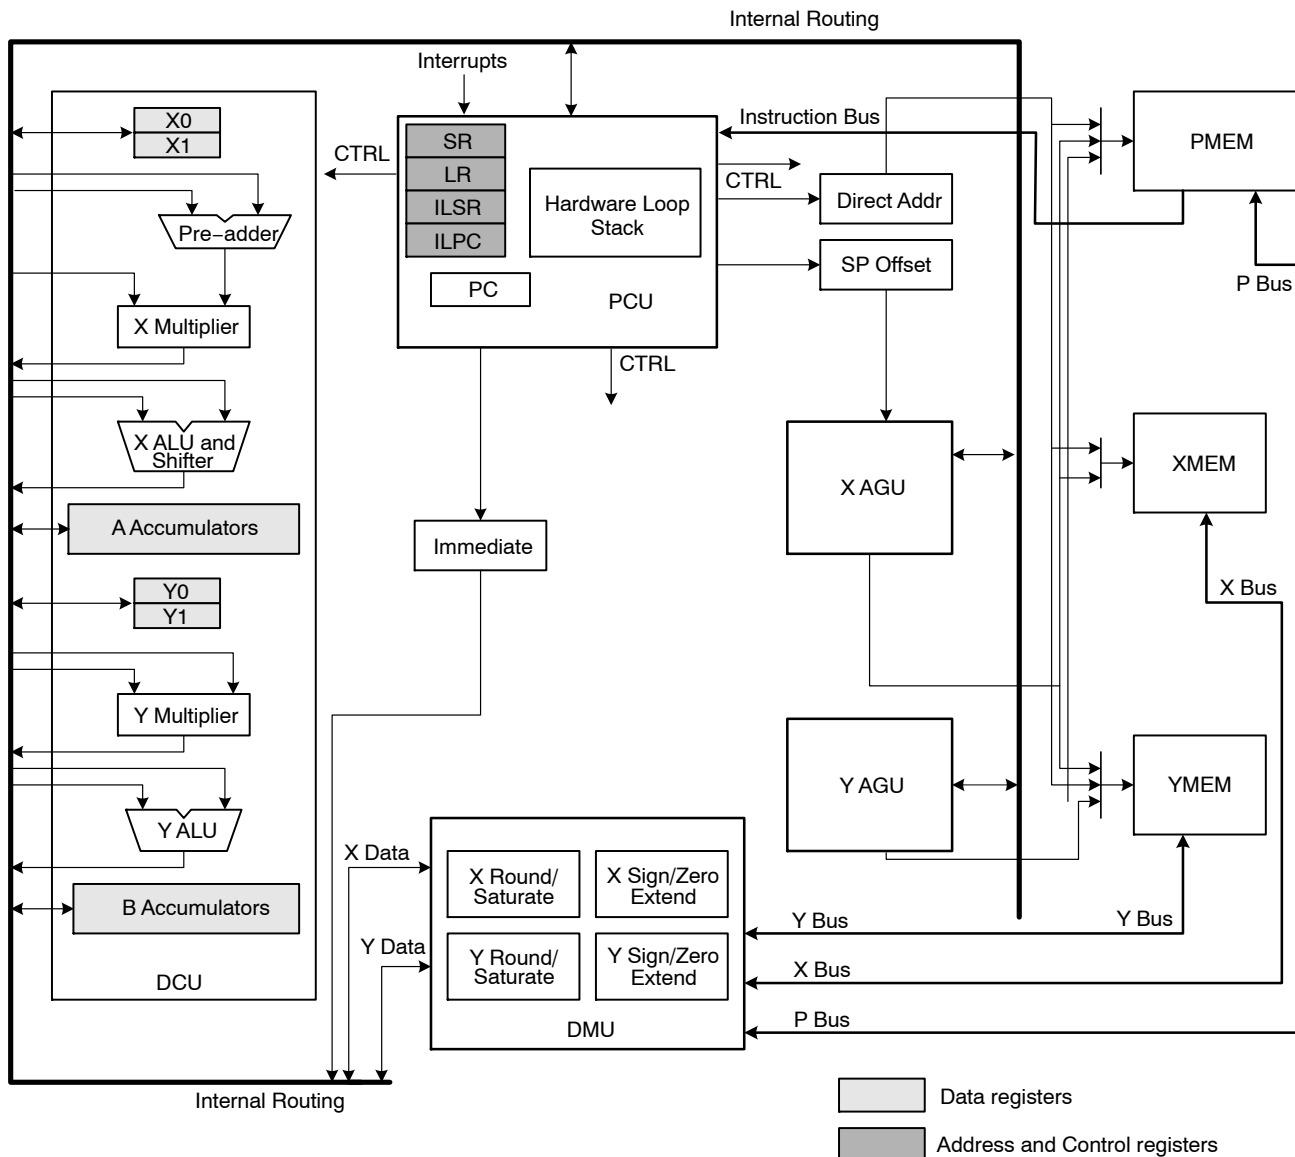 Internal Routing
Interrupts
X0
X1
CTRL
SR
LR
ILSR
ILPC
Hardware Loop
Stack
PC
PCU
Instruction Bus
CTRL
Direct Addr
SP Offset
PMEM
P Bus
Pre−adder
X Multiplier
CTRL
X ALU and
Shifter
X AGU
XMEM
A Accumulators
Immediate
Y0
Y1
X Bus
Y Multiplier
Y AGU
YMEM
Y ALU
X Data
X Round/
Saturate
X Sign/Zero
Extend
B Accumulators
Y Data
Y Round/
Saturate
Y Sign/Zero
Extend
Y Bus
Y Bus
X Bus
P Bus
DCU
DMU
Internal Routing
Data registers
Address and Control registers